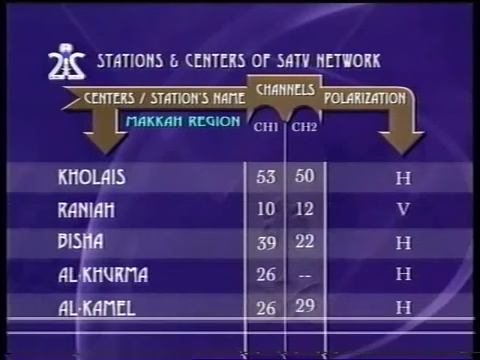 STATIONS & CENTERS OF SATV NETWORK
CENTERS / STATION'S NAME CHANNELS POLARIZATION
MAKKAH REGION CH1 CH2
KHOLAIS 53 50 H
RANIAH 10 12 V
BISHA 39 22 H
AL-KHURMA 26 -- H
AL-KAMEL 26 29 H